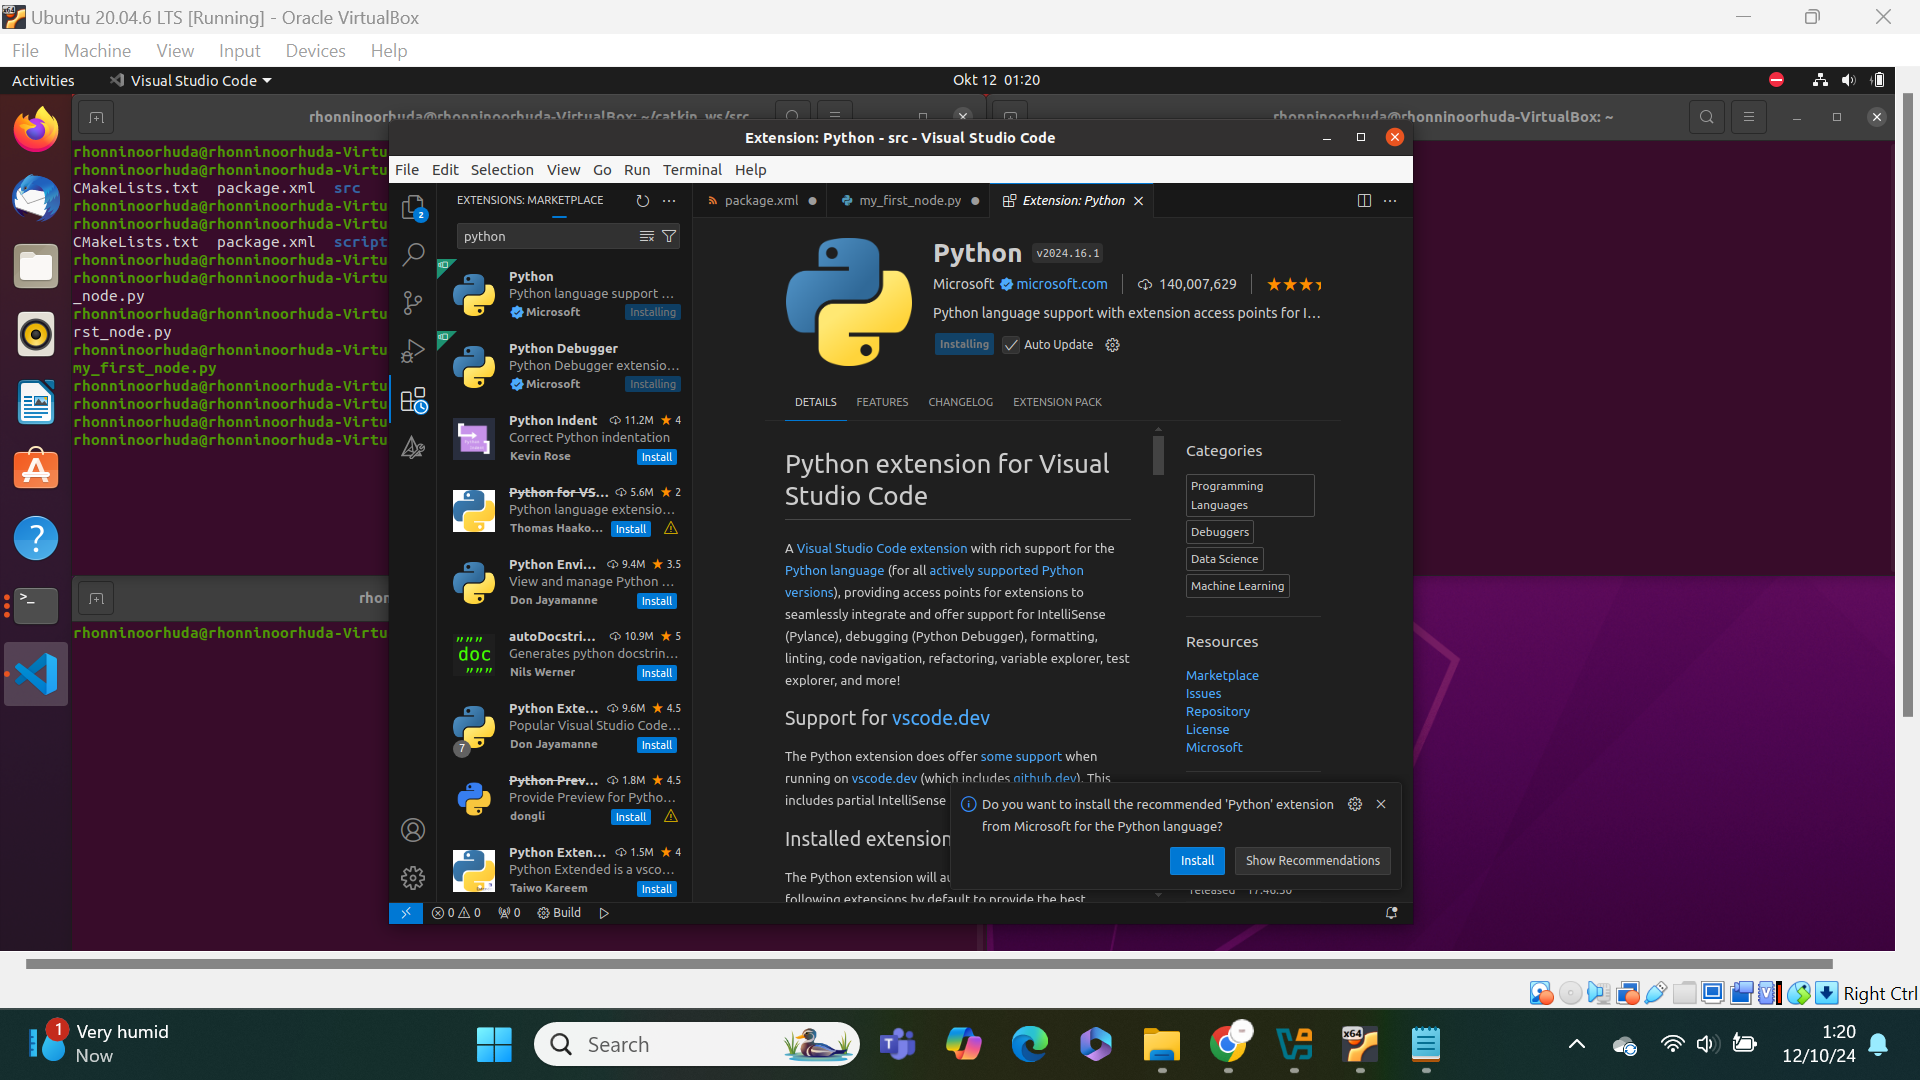 Ubuntu 20.04.6 LTS [Running] - Oracle VirtualBox
File Machine View Input Devices Help
Activities Visual Studio Code Okt 12 01:20
rhonninoorhuda@rhonninoorhuda-VirtualBox: ~/catkin_ws/src
rhonninoorhuda@rhonninoorhuda-VirtualBox: ~
rhonninoorhuda@rhonninoorhuda-Virtu
rhonninoorhuda@rhonninoorhuda-Virtu
CMakeLists.txt package.xml src
rhonninoorhuda@rhonninoorhuda-Virtu
rhonninoorhuda@rhonninoorhuda-Virtu
CMakeLists.txt package.xml script
rhonninoorhuda@rhonninoorhuda-Virtu
rhonninoorhuda@rhonninoorhuda-Virtu
_node.py
rhonninoorhuda@rhonninoorhuda-Virtu
rst_node.py
rhonninoorhuda@rhonninoorhuda-Virtu
my_first_node.py
rhonninoorhuda@rhonninoorhuda-Virtu
rhonninoorhuda@rhonninoorhuda-Virtu
rhonninoorhuda@rhonninoorhuda-Virtu
rhonninoorhuda@rhonninoorhuda-Virtu
rhon
rhonninoorhuda@rhonninoorhuda-Virtu
Extension: Python - src - Visual Studio Code
File Edit Selection View Go Run Terminal Help
2
EXTENSIONS: MARKETPLACE
python
Python
Python language support ...
Microsoft Installing
Python Debugger
Python Debugger extensio...
Microsoft Installing
Python Indent 11.2M ★ 4
Correct Python indentation
Kevin Rose Install
Python for VS... 5.6M ★ 2
Python language extensio...
Thomas Haako... Install
Python Envi... 9.4M ★ 3.5
View and manage Python ...
Don Jayamanne Install
autoDocstri... 10.9M ★ 5
Generates python docstrin...
Nils Werner Install
""" doc """
Python Exte... 9.6M ★ 4.5
Popular Visual Studio Code...
Don Jayamanne Install
7
Python Prev... 1.8M ★ 4.5
Provide Preview for Pytho...
dongli Install
Python Exten... 1.5M ★ 4
Python Extended is a vsco...
Taiwo Kareem Install
package.xml my_first_node.py Extension: Python
Python v2024.16.1
Microsoft microsoft.com 140,007,629
Python language support with extension access points for I...
Installing Auto Update
DETAILS FEATURES CHANGELOG EXTENSION PACK
Python extension for Visual
Studio Code
A Visual Studio Code extension with rich support for the
Python language (for all actively supported Python
versions), providing access points for extensions to
seamlessly integrate and offer support for IntelliSense
(Pylance), debugging (Python Debugger), formatting,
linting, code navigation, refactoring, variable explorer, test
explorer, and more!
Support for vscode.dev
The Python extension does offer some support when
running on vscode.dev (which includes github.dev). This
includes partial IntelliSense
Installed extension
The Python extension will au
following extensions by default to provide the best
Categories
Programming
Languages
Debuggers
Data Science
Machine Learning
Resources
Marketplace
Issues
Repository
License
Microsoft
Do you want to install the recommended 'Python' extension
from Microsoft for the Python language?
Install Show Recommendations
0 0 0 Build
Right Ctrl
1
Very humid
Now
Search
x64
1:20
12/10/24